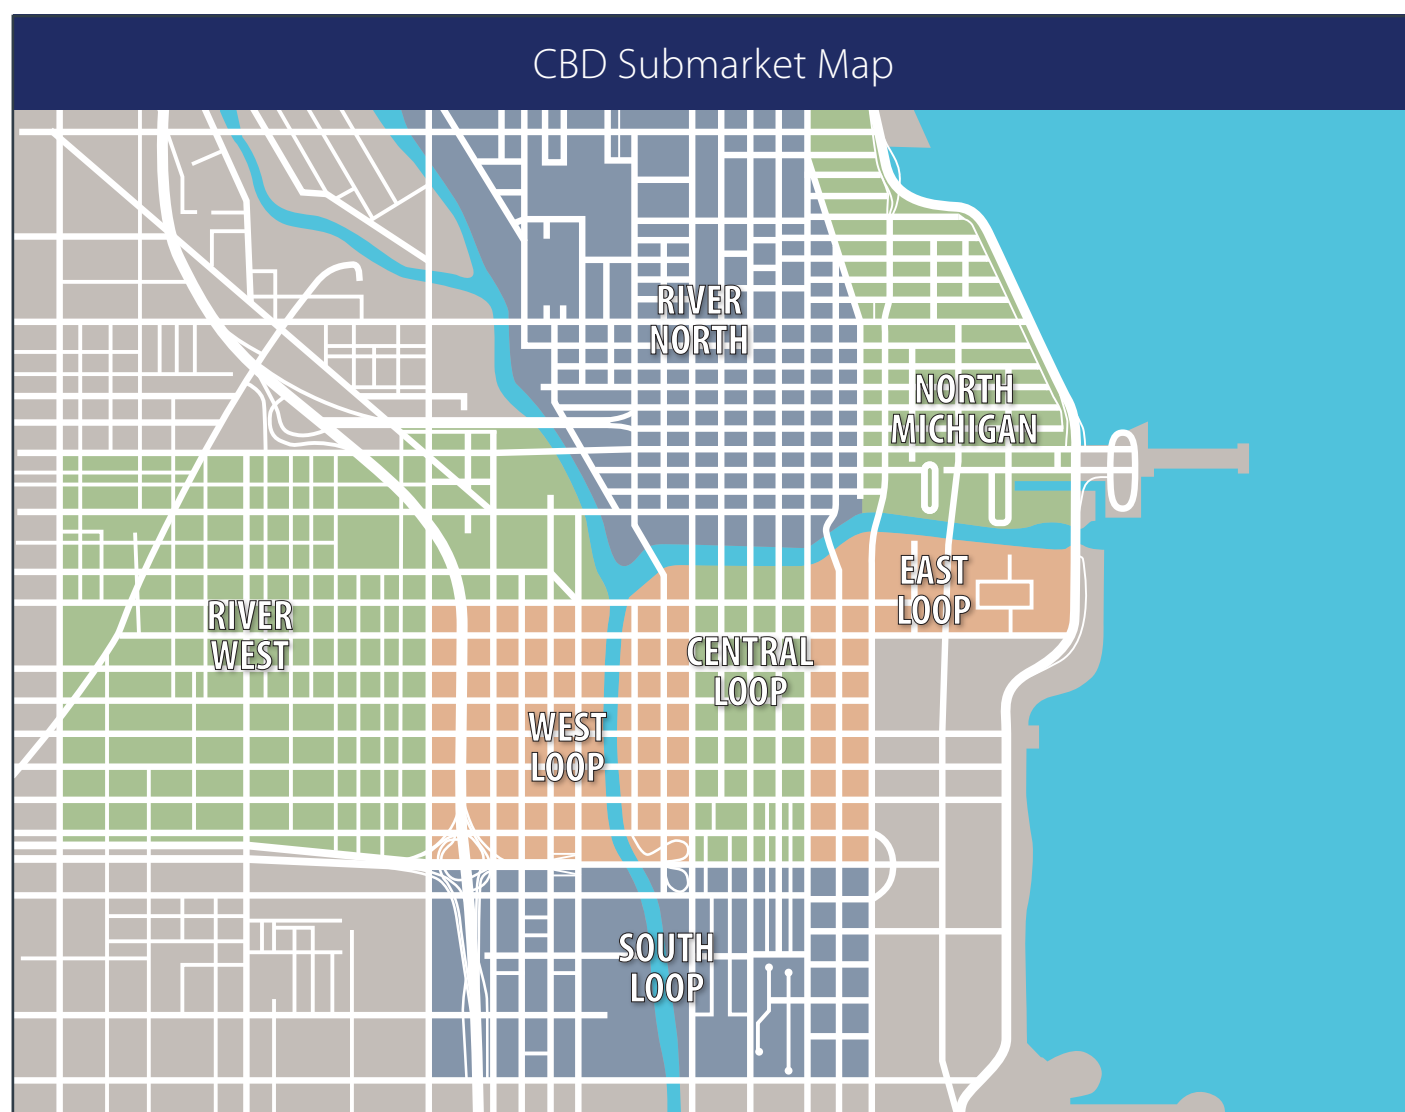 CBD Submarket Map
RIVER
NORTH
NORTH
MICHIGAN
EAST
LOOP
RIVER
WEST
CENTRAL
LOOP
WEST
LOOP
SOUTH
LOOP